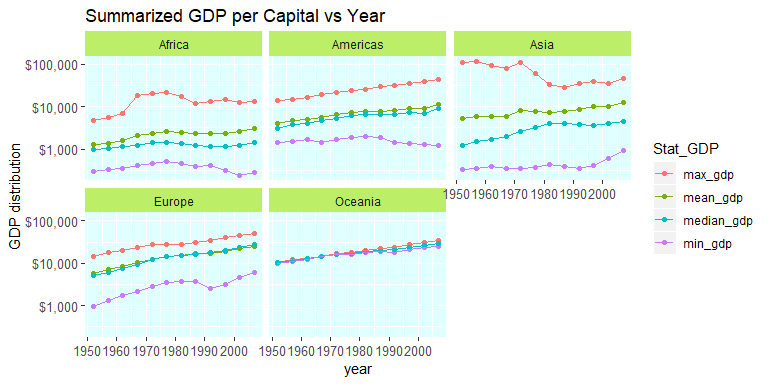 Summarized GDP per Capital vs Year
Africa
Americas
Asia
$100,000
$10,000
$1,000
1950 1960 1970 1980 1990 2000
Europe
Oceania
$100,000
$10,000
$1,000
1950 1960 1970 1980 1990 2000
1950 1960 1970 1980 1990 2000
GDP distribution
year
Stat_GDP
max_gdp
mean_gdp
median_gdp
min_gdp